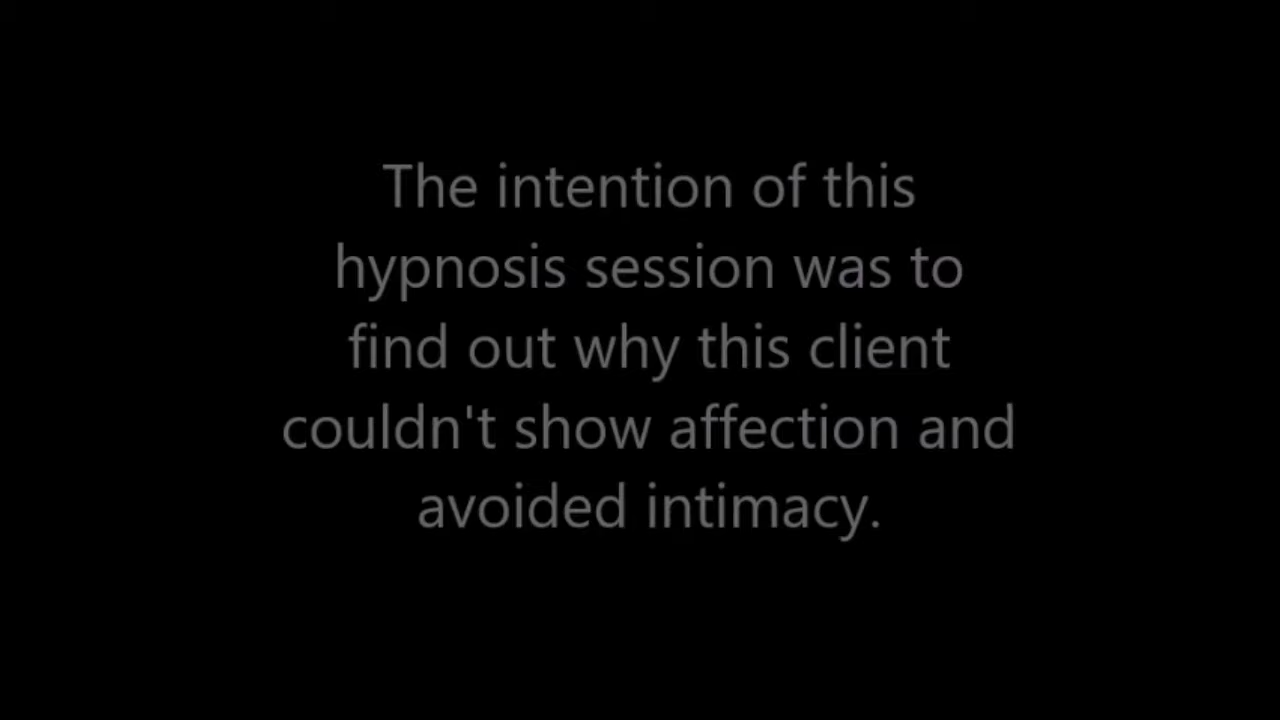 The intention of this
hypnosis session was to
find out why this client
couldn't show affection and
avoided intimacy.